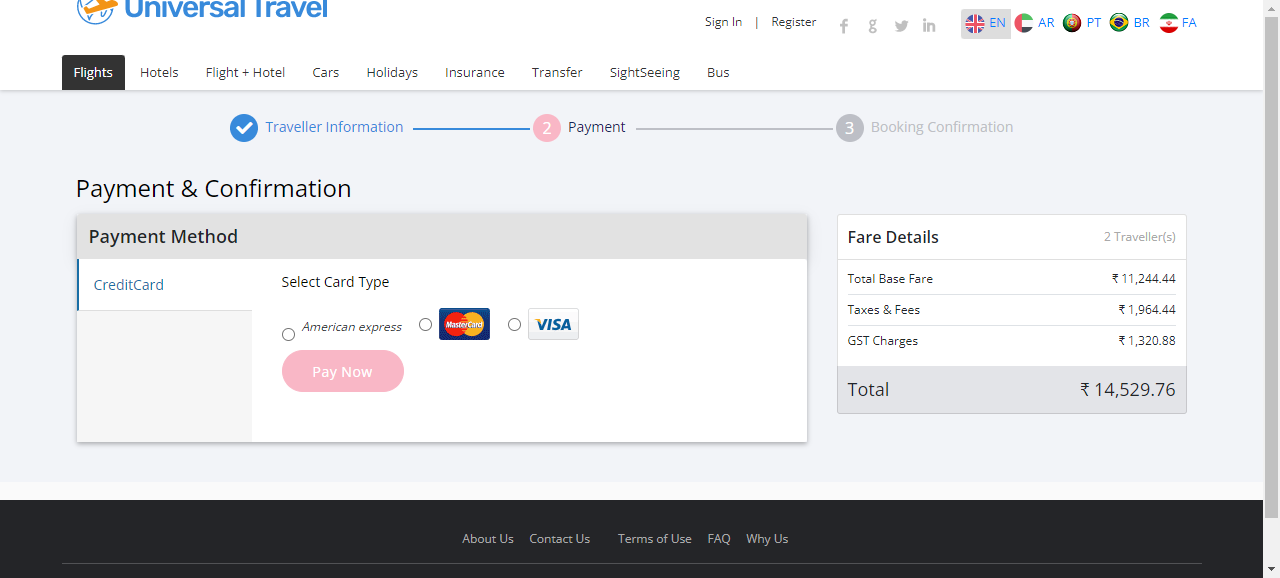 Universal Travel
Sign In | Register
EN AR PT BR FA
Flights Hotels Flight + Hotel Cars Holidays Insurance Transfer SightSeeing Bus
Traveller Information 2 Payment 3 Booking Confirmation
Payment & Confirmation
Payment Method
CreditCard
Select Card Type
American express MasterCard VISA
Pay Now
Fare Details 2 Traveller(s)
Total Base Fare ₹ 11,244.44
Taxes & Fees ₹ 1,964.44
GST Charges ₹ 1,320.88
Total ₹ 14,529.76
About Us Contact Us Terms of Use FAQ Why Us